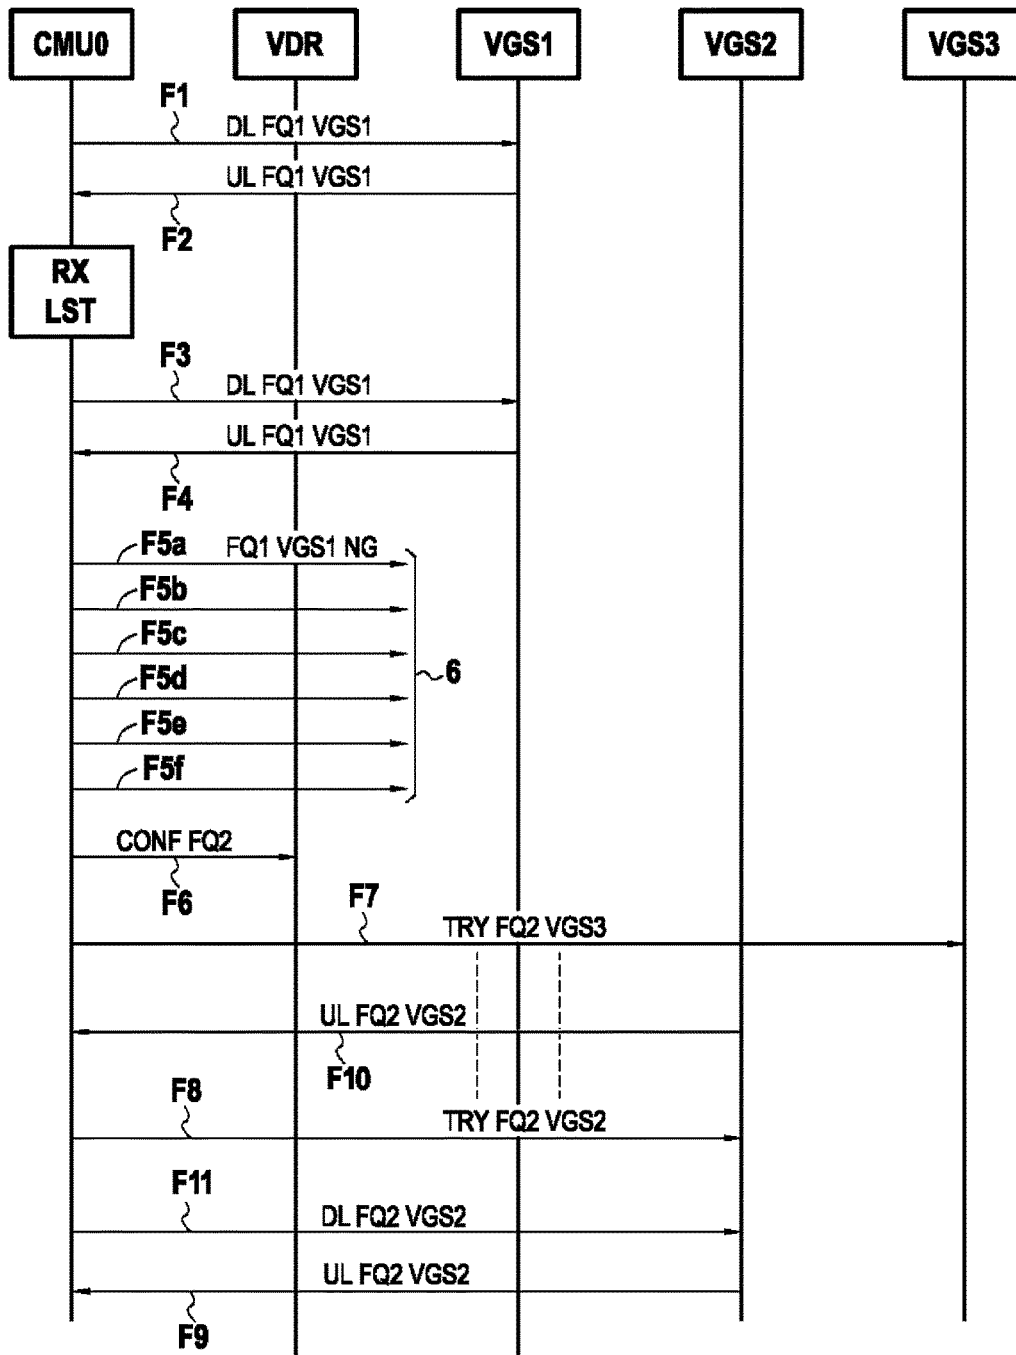 CMU0
VDR
VGS1
VGS2
VGS3
F1
DL FQ1 VGS1
UL FQ1 VGS1
F2
RX
LST
F3
DL FQ1 VGS1
UL FQ1 VGS1
F4
F5a
FQ1 VGS1 NG
F5b
F5c
F5d
6
F5e
F5f
CONF FQ2
F6
F7
TRY FQ2 VGS3
UL FQ2 VGS2
F10
F8
TRY FQ2 VGS2
F11
DL FQ2 VGS2
UL FQ2 VGS2
F9